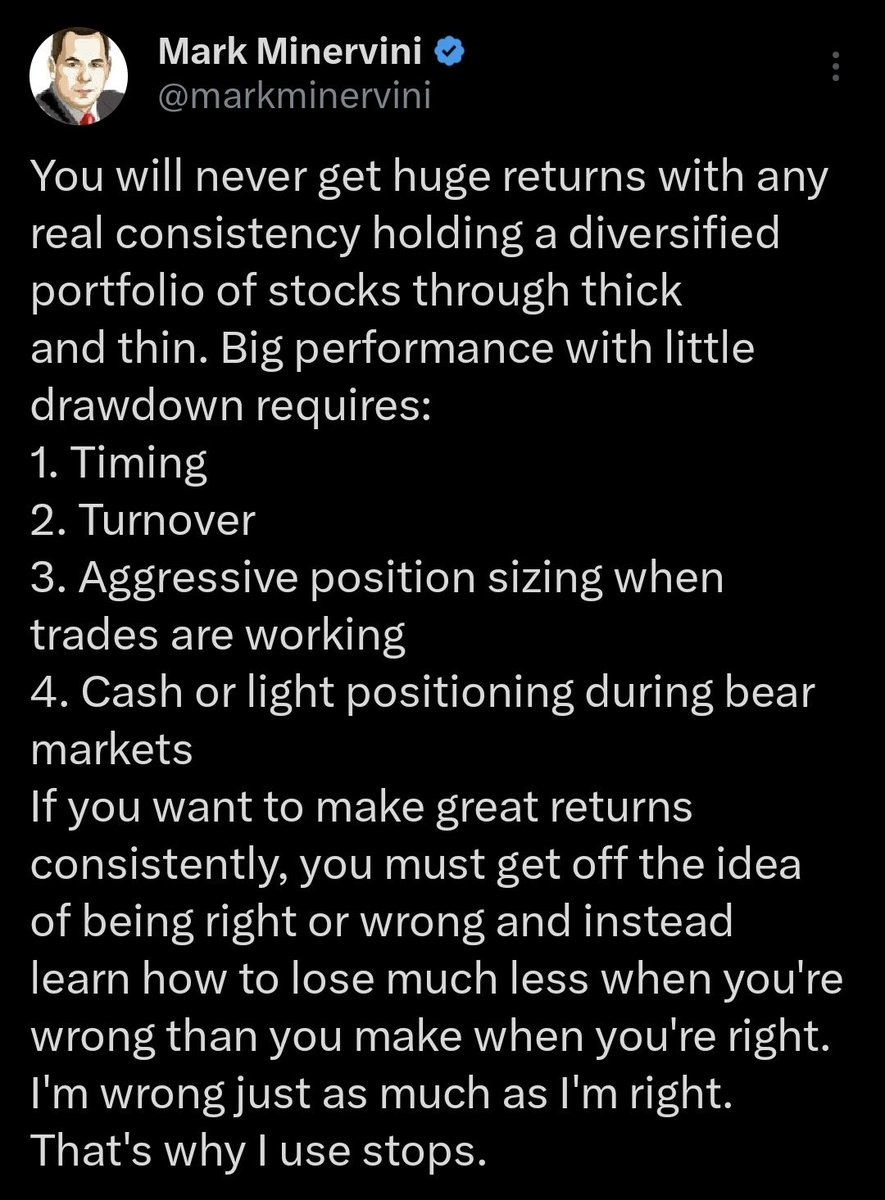 Mark Minervini
@markminervini
You will never get huge returns with any
real consistency holding a diversified
portfolio of stocks through thick
and thin. Big performance with little
drawdown requires:
1. Timing
2. Turnover
3. Aggressive position sizing when
trades are working
4. Cash or light positioning during bear
markets
If you want to make great returns
consistently, you must get off the idea
of being right or wrong and instead
learn how to lose much less when you're
wrong than you make when you're right.
I'm wrong just as much as I'm right.
That's why I use stops.